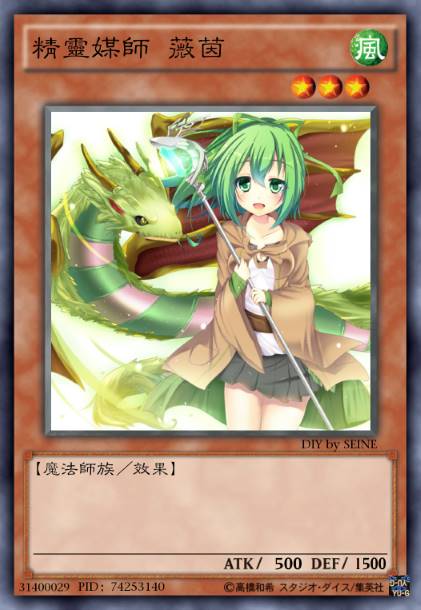 精靈媒師 薇茵
風
DIY by SEINE
【魔法師族／效果】
ATK/ 500 DEF/ 1500
31400029 PID: 74253140
©高橋和希 スタジオ・ダイス/集英社